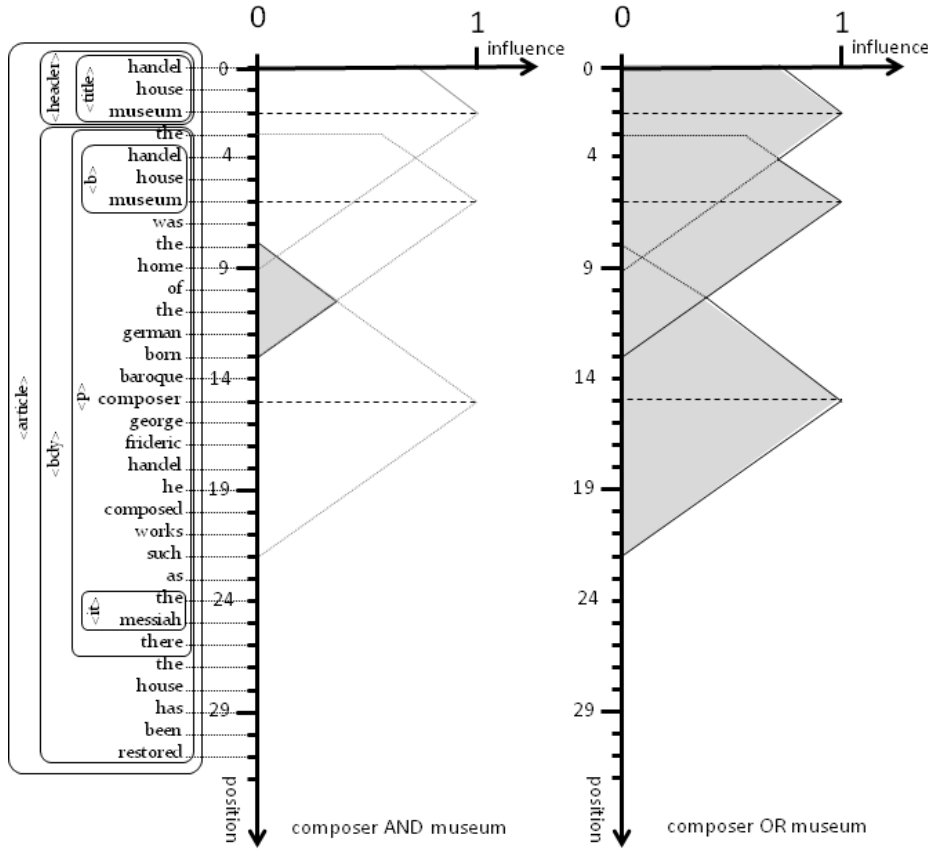 0
1
influence
0
1
influence
<article>
<header>
<title>
handel
0
0
house
museum
<bdy>
<p>
the
<b>
handel
4
4
house
museum
was
the
home
9
9
of
the
german
born
baroque
14
14
composer
george
frideric
handel
he
19
19
composed
works
such
as
<it>
the
24
24
messiah
there
the
house
has
29
29
been
restored
position
position
composer AND museum
composer OR museum